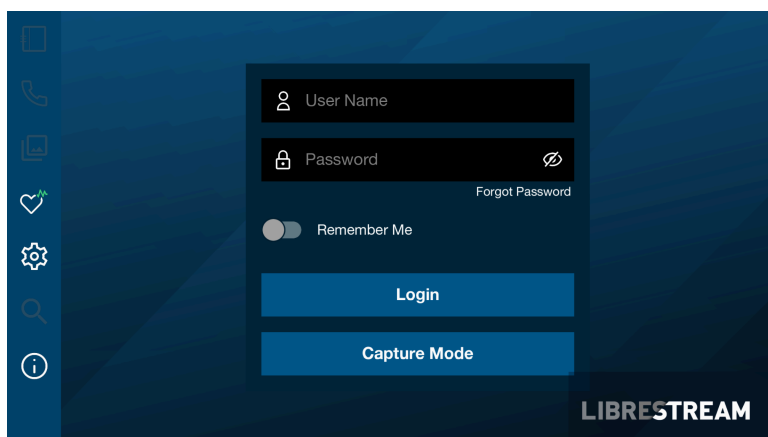 User Name
Password
Forgot Password
Remember Me
Login
Capture Mode
LIBRESTREAM